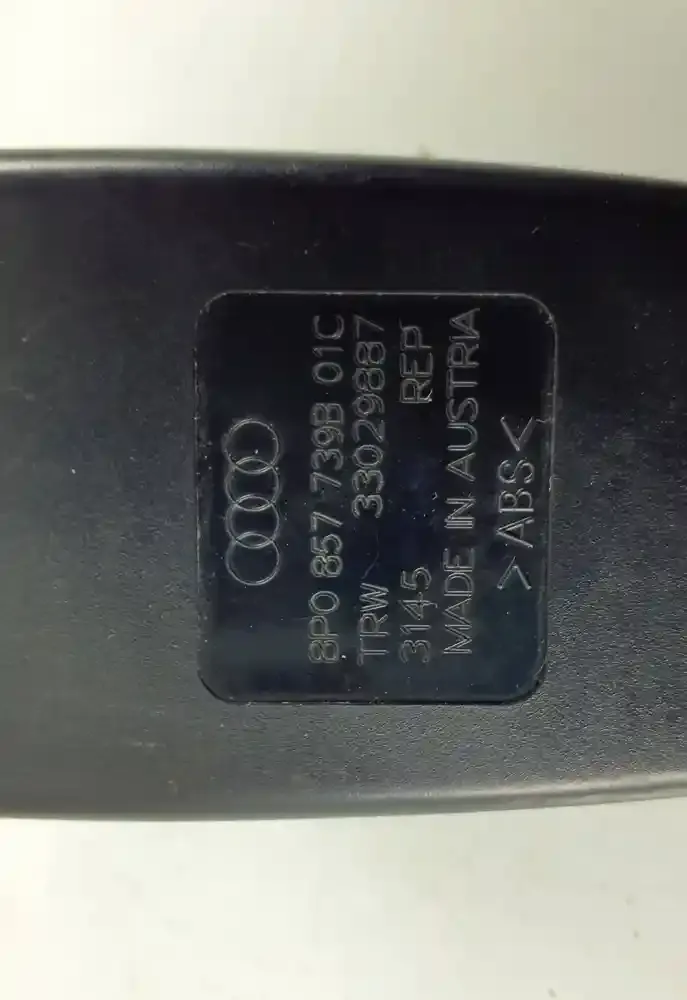 8P0 857 739B 01C
TRW 33029887
3145 REP
MADE IN AUSTRIA
>ABS<